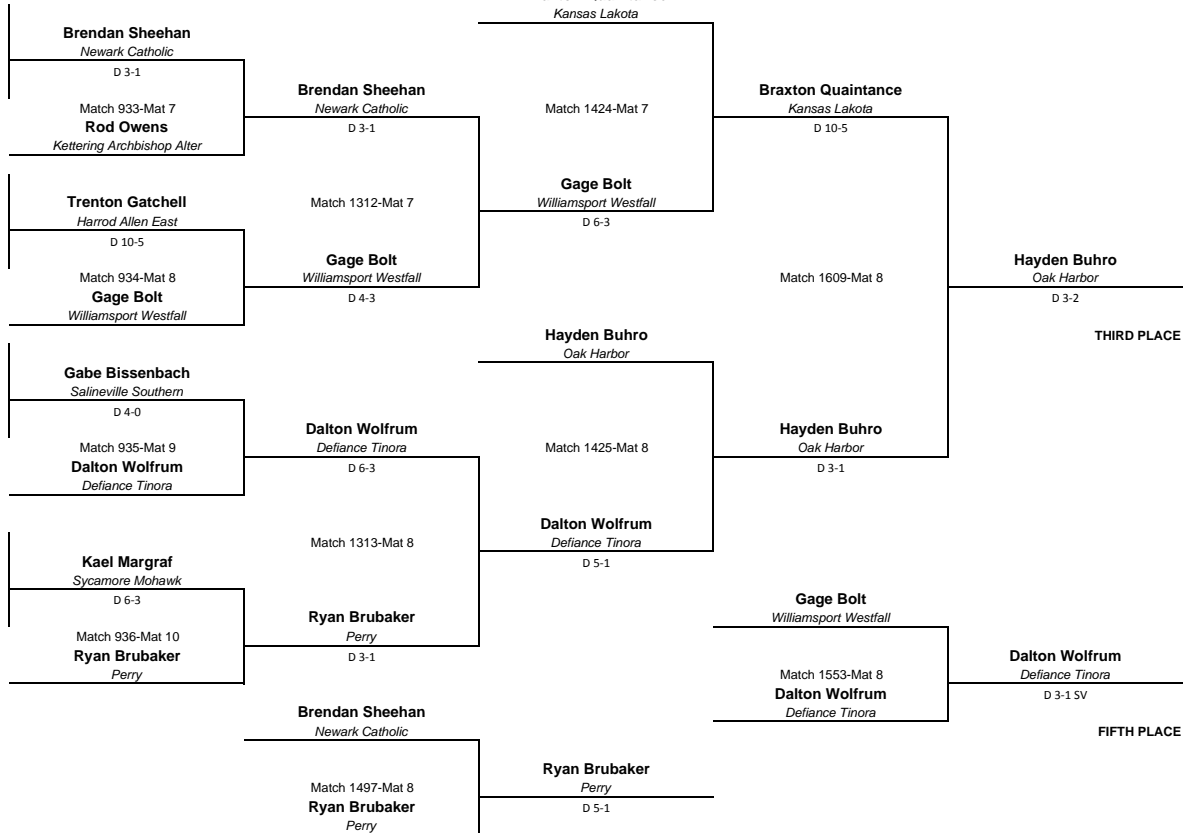 Kansas Lakota
Brendan Sheehan
Newark Catholic
D 3-1
Match 933-Mat 7
Rod Owens
Kettering Archbishop Alter
Brendan Sheehan
Newark Catholic
D 3-1
Match 1424-Mat 7
Braxton Quaintance
Kansas Lakota
D 10-5
Trenton Gatchell
Harrod Allen East
D 10-5
Match 934-Mat 8
Gage Bolt
Williamsport Westfall
Match 1312-Mat 7
Gage Bolt
Williamsport Westfall
D 6-3
Gage Bolt
Williamsport Westfall
D 4-3
Match 1609-Mat 8
Hayden Buhro
Oak Harbor
D 3-2
THIRD PLACE
Hayden Buhro
Oak Harbor
Gabe Bissenbach
Salineville Southern
D 4-0
Match 935-Mat 9
Dalton Wolfrum
Defiance Tinora
Dalton Wolfrum
Defiance Tinora
D 6-3
Match 1425-Mat 8
Hayden Buhro
Oak Harbor
D 3-1
Match 1313-Mat 8
Dalton Wolfrum
Defiance Tinora
D 5-1
Kael Margraf
Sycamore Mohawk
D 6-3
Match 936-Mat 10
Ryan Brubaker
Perry
Ryan Brubaker
Perry
D 3-1
Gage Bolt
Williamsport Westfall
Match 1553-Mat 8
Dalton Wolfrum
Defiance Tinora
Dalton Wolfrum
Defiance Tinora
D 3-1 SV
FIFTH PLACE
Brendan Sheehan
Newark Catholic
Match 1497-Mat 8
Ryan Brubaker
Perry
Ryan Brubaker
Perry
D 5-1